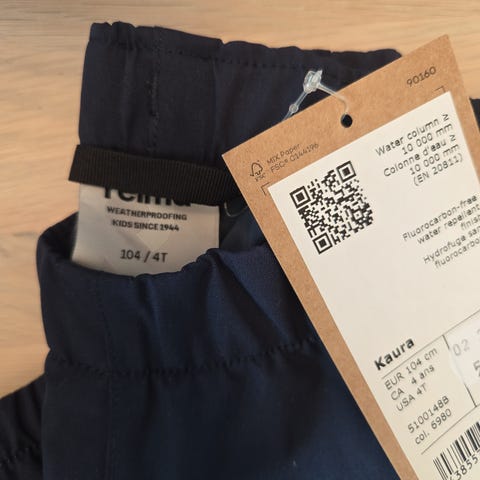 reima
WEATHERPROOFING
KIDS SINCE 1944
104 / 4T
90160
MIX Paper
FSC® C144196
FSC
Water column ≥
10 000 mm
Colonne d'eau ≥
10 000 mm
(EN 20811)
Fluorocarbon-free
water repellent
finish
Hydrofuge
Kaura
EUR 104 cm
CA 4 ans
USA 4T
5100148B
col. 6980
02